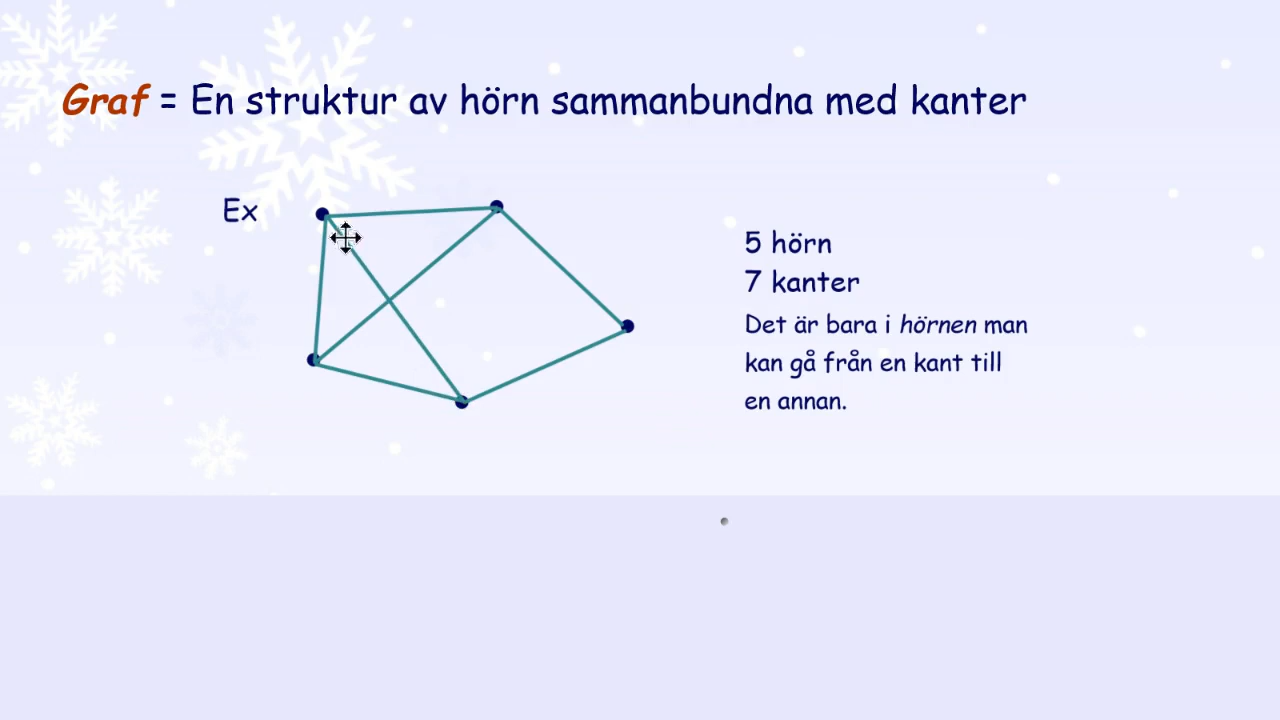 Graf = En struktur av hörn sammanbundna med kanter
Ex
5 hörn
7 kanter
Det är bara i hörnen man
kan gå från en kant till
en annan.